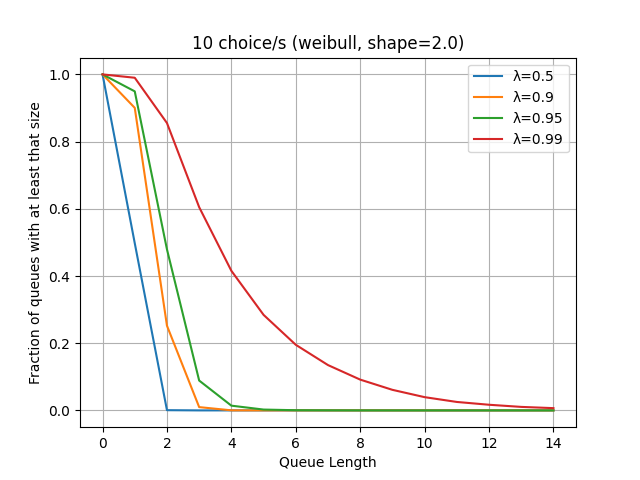 10 choice/s (weibull, shape=2.0)
λ=0.5
λ=0.9
λ=0.95
λ=0.99
Fraction of queues with at least that size
1.0
0.8
0.6
0.4
0.2
0.0
0 2 4 6 8 10 12 14
Queue Length